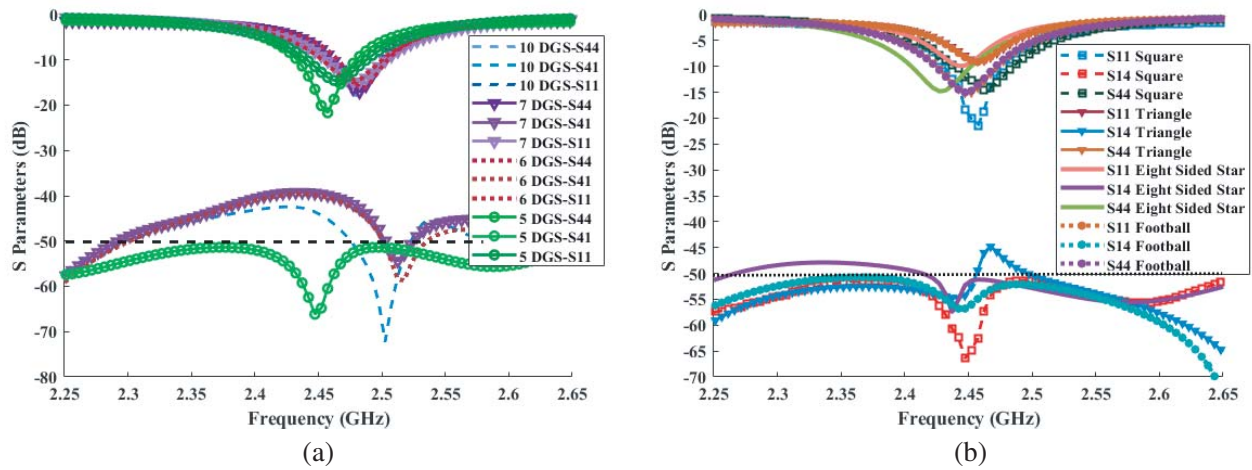 0
-10
-20
-30
-40
-50
-60
-70
-80
S Parameters (dB)
2.25
2.3
2.35
2.4
2.45
2.5
2.55
2.6
2.65
Frequency (GHz)
10 DGS-S44
10 DGS-S41
10 DGS-S11
7 DGS-S44
7 DGS-S41
7 DGS-S11
6 DGS-S44
6 DGS-S41
6 DGS-S11
5 DGS-S44
5 DGS-S41
5 DGS-S11
(a)
0
-5
-10
-15
-20
-25
-30
-35
-40
-45
-50
-55
-60
-65
-70
S Parameters (dB)
2.25
2.3
2.35
2.4
2.45
2.5
2.55
2.6
2.65
Frequency (GHz)
S11 Square
S14 Square
S44 Square
S11 Triangle
S14 Triangle
S44 Triangle
S11 Eight Sided Star
S14 Eight Sided Star
S44 Eight Sided Star
S11 Football
S14 Football
S44 Football
(b)